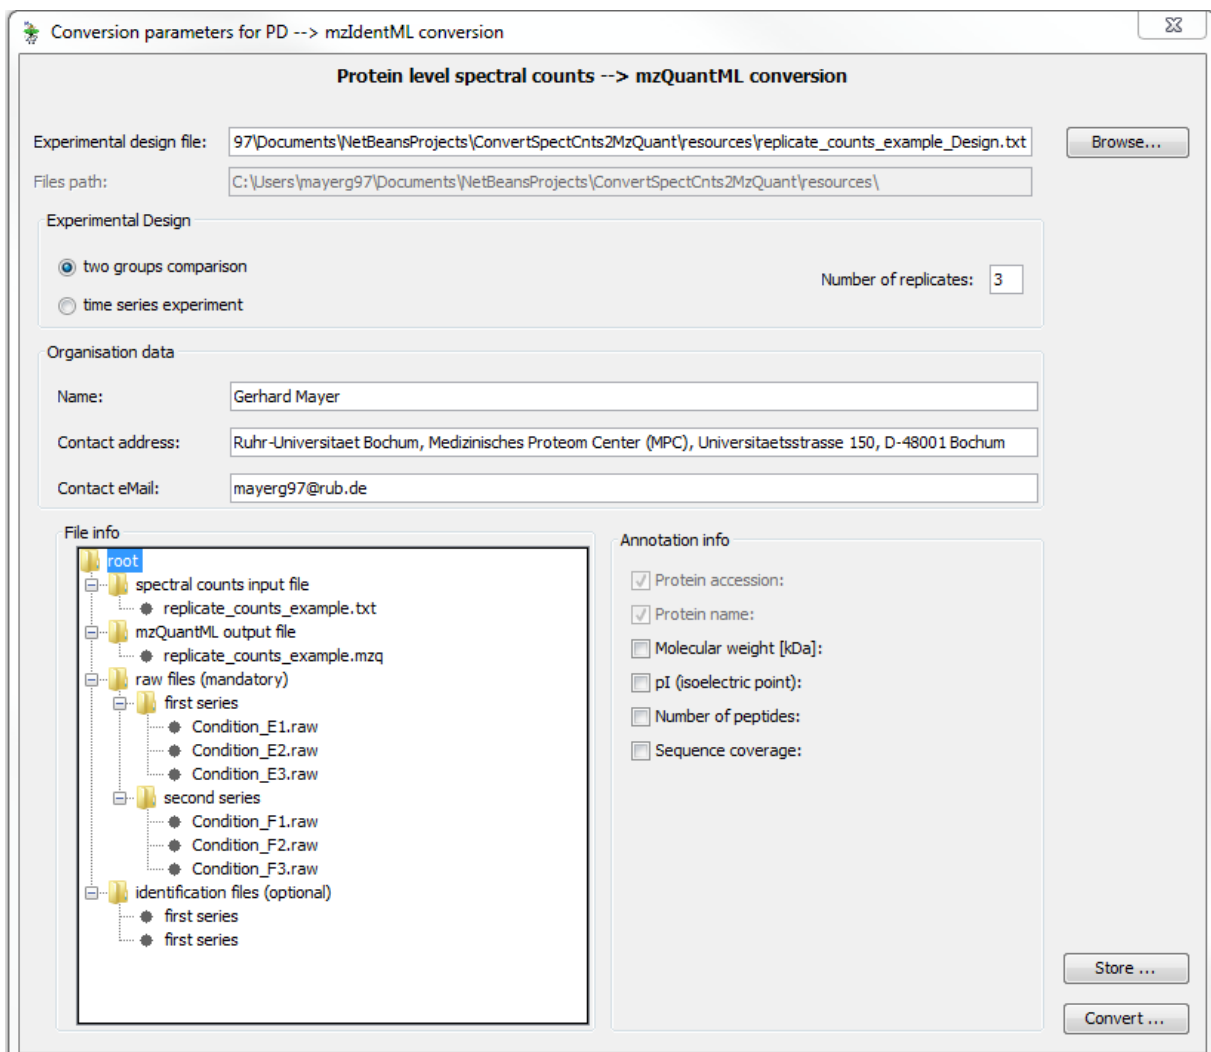 Conversion parameters for PD --> mzIdentML conversion
Protein level spectral counts --> mzQuantML conversion
Experimental design file: 97\Documents\NetBeansProjects\ConvertSpectCnts2MzQuant\resources\replicate_counts_example_Design.txt Browse...
Files path: C:\Users\mayerg97\Documents\NetBeansProjects\ConvertSpectCnts2MzQuant\resources\
Experimental Design
two groups comparison
Number of replicates: 3
time series experiment
Organisation data
Name: Gerhard Mayer
Contact address: Ruhr-Universitaet Bochum, Medizinisches Proteom Center (MPC), Universitaetsstrasse 150, D-48001 Bochum
Contact eMail: mayerg97@rub.de
File info
root
spectral counts input file
replicate_counts_example.txt
mzQuantML output file
replicate_counts_example.mzq
raw files (mandatory)
first series
Condition_E1.raw
Condition_E2.raw
Condition_E3.raw
second series
Condition_F1.raw
Condition_F2.raw
Condition_F3.raw
identification files (optional)
first series
first series
Annotation info
Protein accession:
Protein name:
Molecular weight [kDa]:
pI (isoelectric point):
Number of peptides:
Sequence coverage:
Store ...
Convert ...